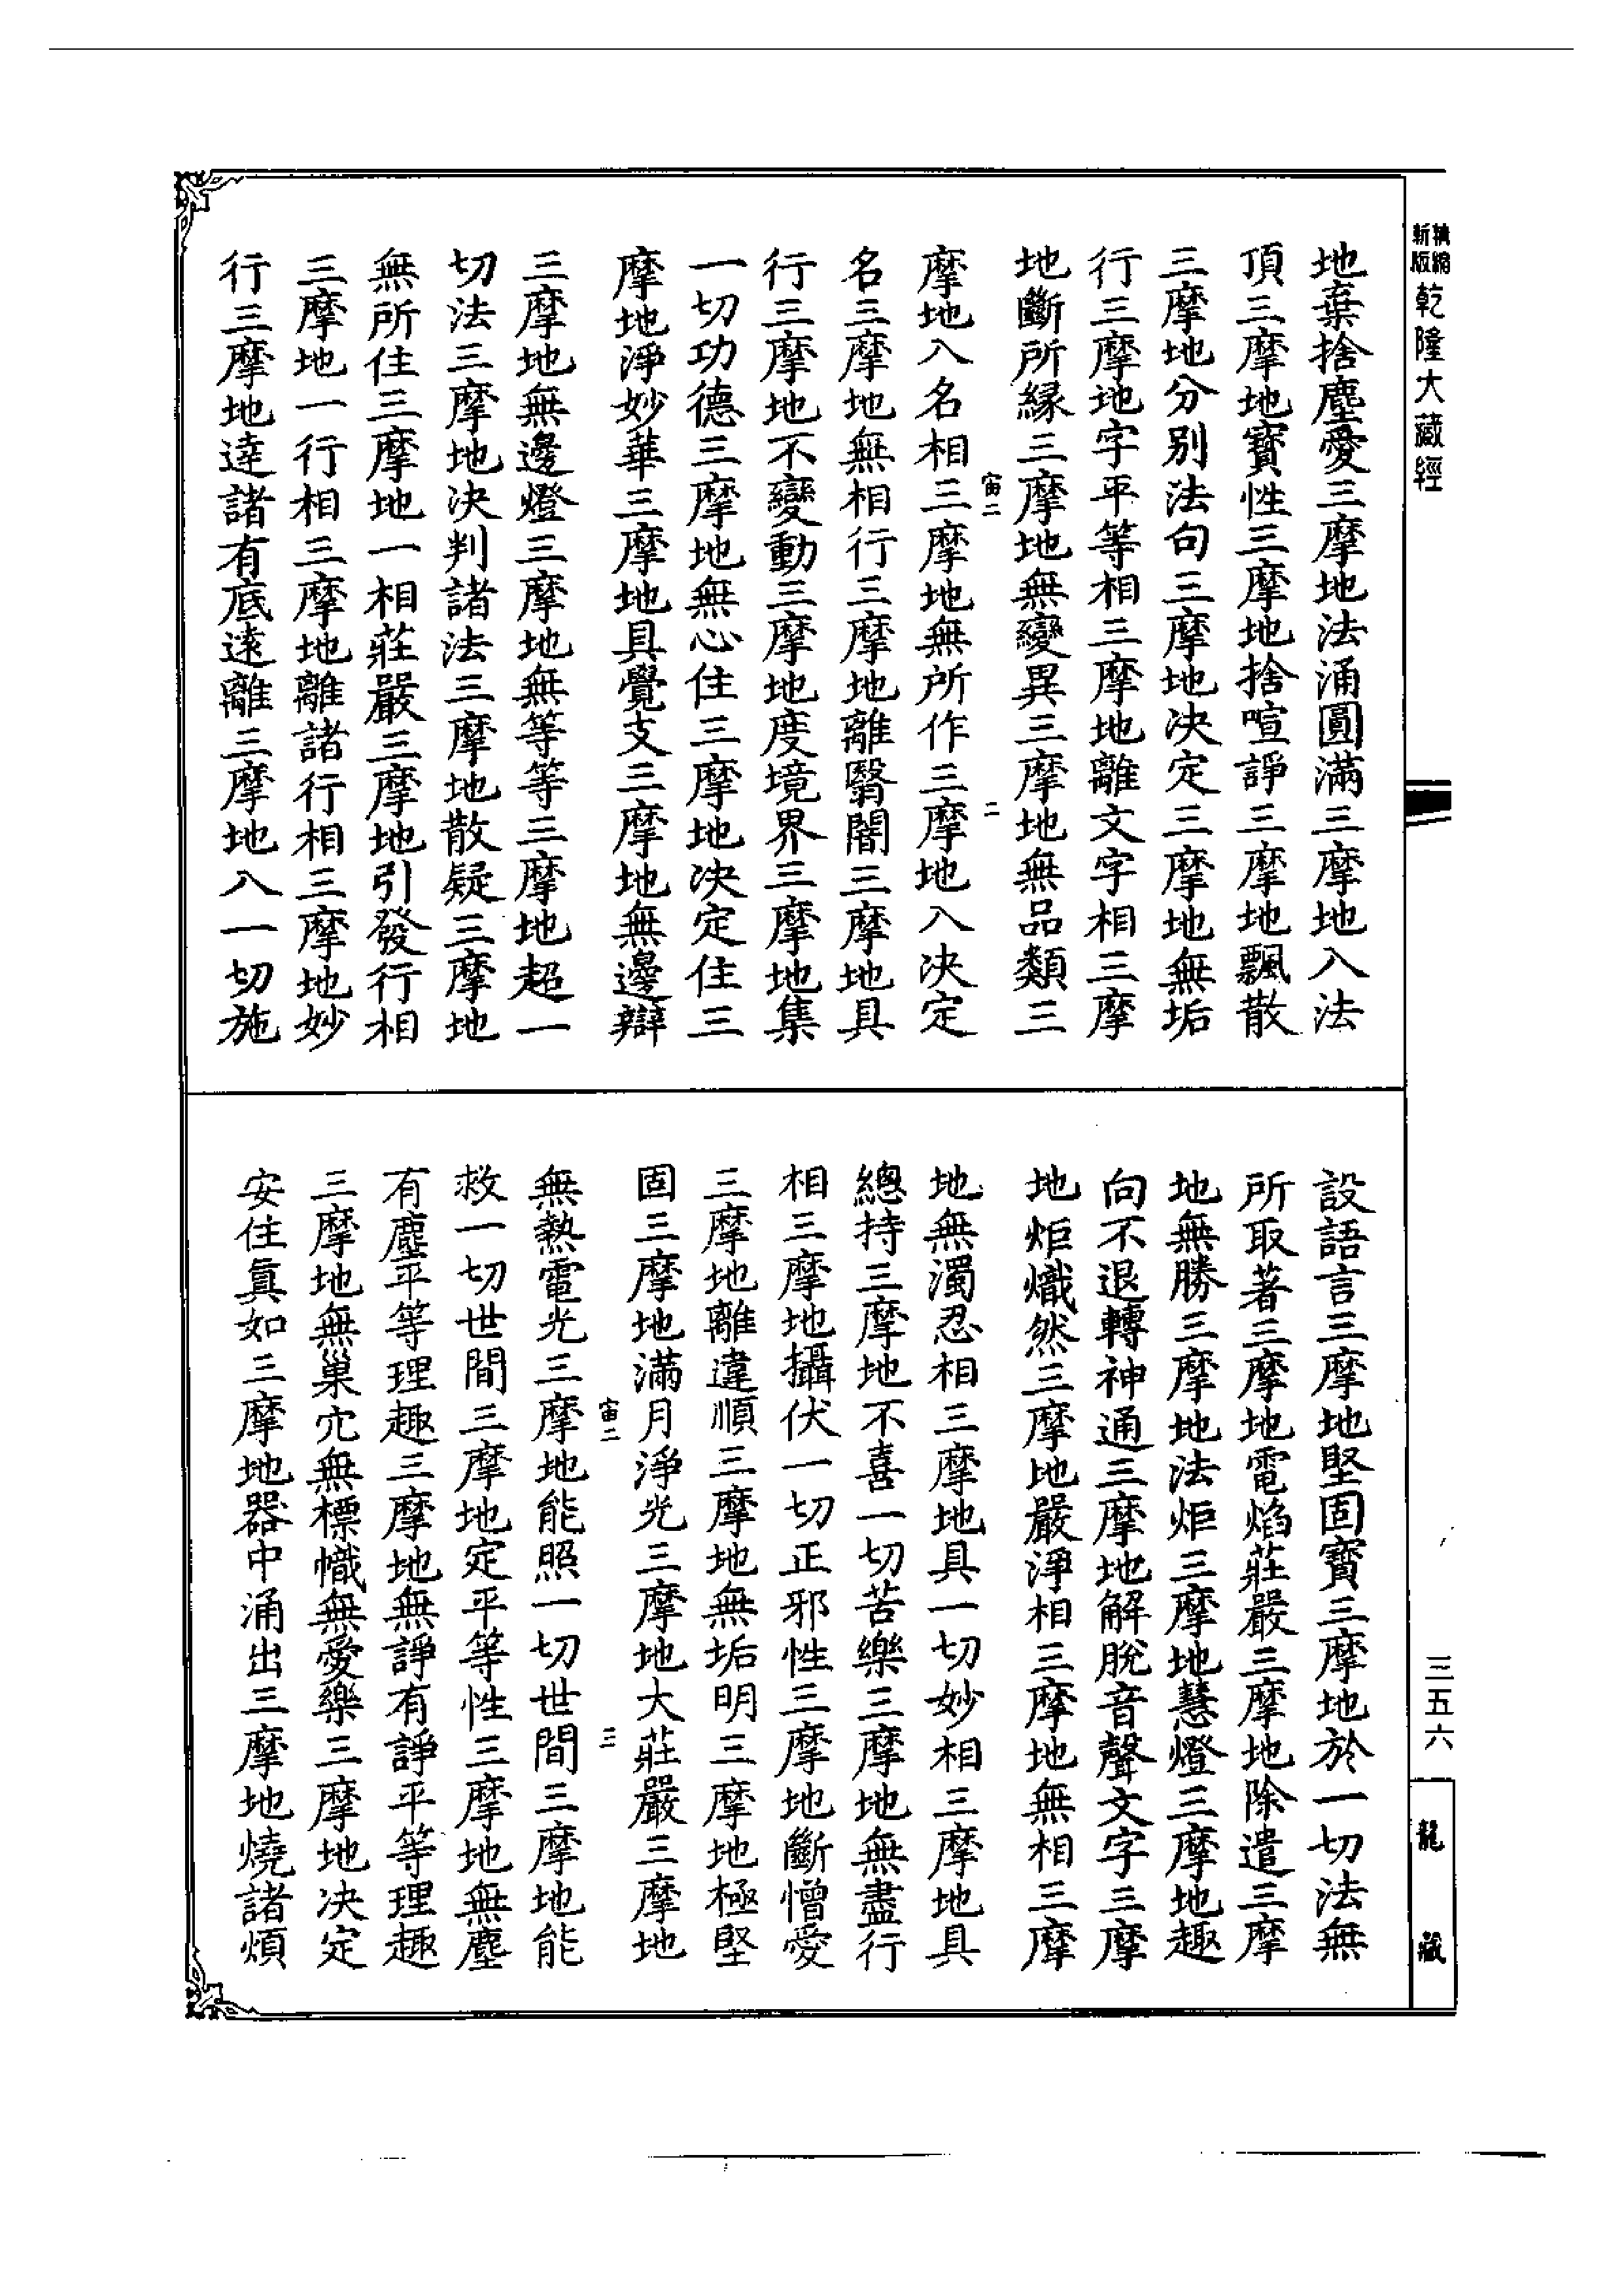 精縮
新版
乾隆大藏經
地棄捨塵愛三摩地法涌圓滿三摩地入法
頂三摩地寶性三摩地捨喧諍三摩地飄散
三摩地分別法句三摩地决定三摩地無垢
行三摩地字平等相三摩地離文字相三摩
地斷所緣三摩地無變異三摩地無品類三
宙二
二
摩地入名相三摩地無所作三摩地入决定
名三摩地無相行三摩地離翳闇三摩地具
行三摩地不變動三摩地度境界三摩地集
一切功德三摩地無心住三摩地决定住三
摩地淨妙華三摩地具覺支三摩地無邊辯
三摩地無邊燈三摩地無等等三摩地超一
切法三摩地决判諸法三摩地散疑三摩地
無所住三摩地一相莊嚴三摩地引發行相
三摩地一行相三摩地離諸行相三摩地妙
行三摩地達諸有底遠離三摩地入一切施
設語言三摩地堅固寶三摩地於一切法無
所取著三摩地電焰莊嚴三摩地除遣三摩
地無勝三摩地法炬三摩地慧燈三摩地趣
向不退轉神通三摩地解脫音聲文字三摩
地炬熾然三摩地嚴淨相三摩地無相三摩
地無濁忍相三摩地具一切妙相三摩地具
總持三摩地不喜一切苦樂三摩地無盡行
相三摩地攝伏一切正邪性三摩地斷憎愛
三摩地離違順三摩地無垢明三摩地極堅
固三摩地滿月淨光三摩地大莊嚴三摩地
宙二
三
無熱電光三摩地能照一切世間三摩地能
救一切世間三摩地定平等性三摩地無塵
有塵平等理趣三摩地無諍有諍平等理趣
三摩地無巢穴無標幟無愛樂三摩地决定
安住真如三摩地器中涌出三摩地燒諸煩
三五六
龍藏